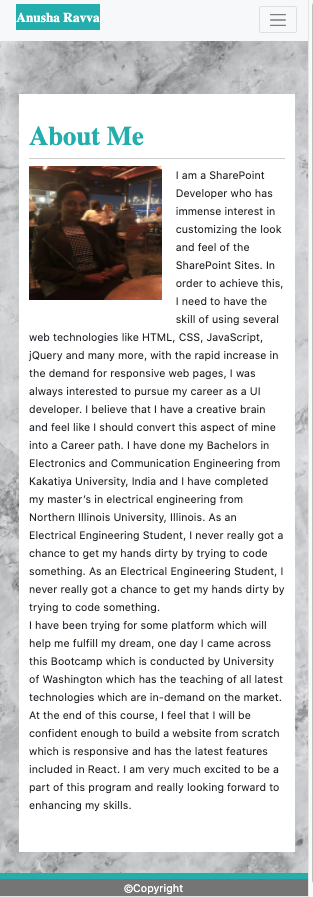 Anusha Ravva
About Me
I am a SharePoint
Developer who has
immense interest in
customizing the look
and feel of the
SharePoint Sites. In
order to achieve this,
I need to have the
skill of using several
web technologies like HTML, CSS, JavaScript,
jQuery and many more, with the rapid increase in
the demand for responsive web pages, I was
always interested to pursue my career as a UI
developer. I believe that I have a creative brain
and feel like I should convert this aspect of mine
into a Career path. I have done my Bachelors in
Electronics and Communication Engineering from
Kakatiya University, India and I have completed
my master's in electrical engineering from
Northern Illinois University, Illinois. As an
Electrical Engineering Student, I never really got a
chance to get my hands dirty by trying to code
something. As an Electrical Engineering Student, I
never really got a chance to get my hands dirty by
trying to code something.
I have been trying for some platform which will
help me fulfill my dream, one day I came across
this Bootcamp which is conducted by University
of Washington which has the teaching of all latest
technologies which are in-demand on the market.
At the end of this course, I feel that I will be
confident enough to build a website from scratch
which is responsive and has the latest features
included in React. I am very much excited to be a
part of this program and really looking forward to
enhancing my skills.
©Copyright